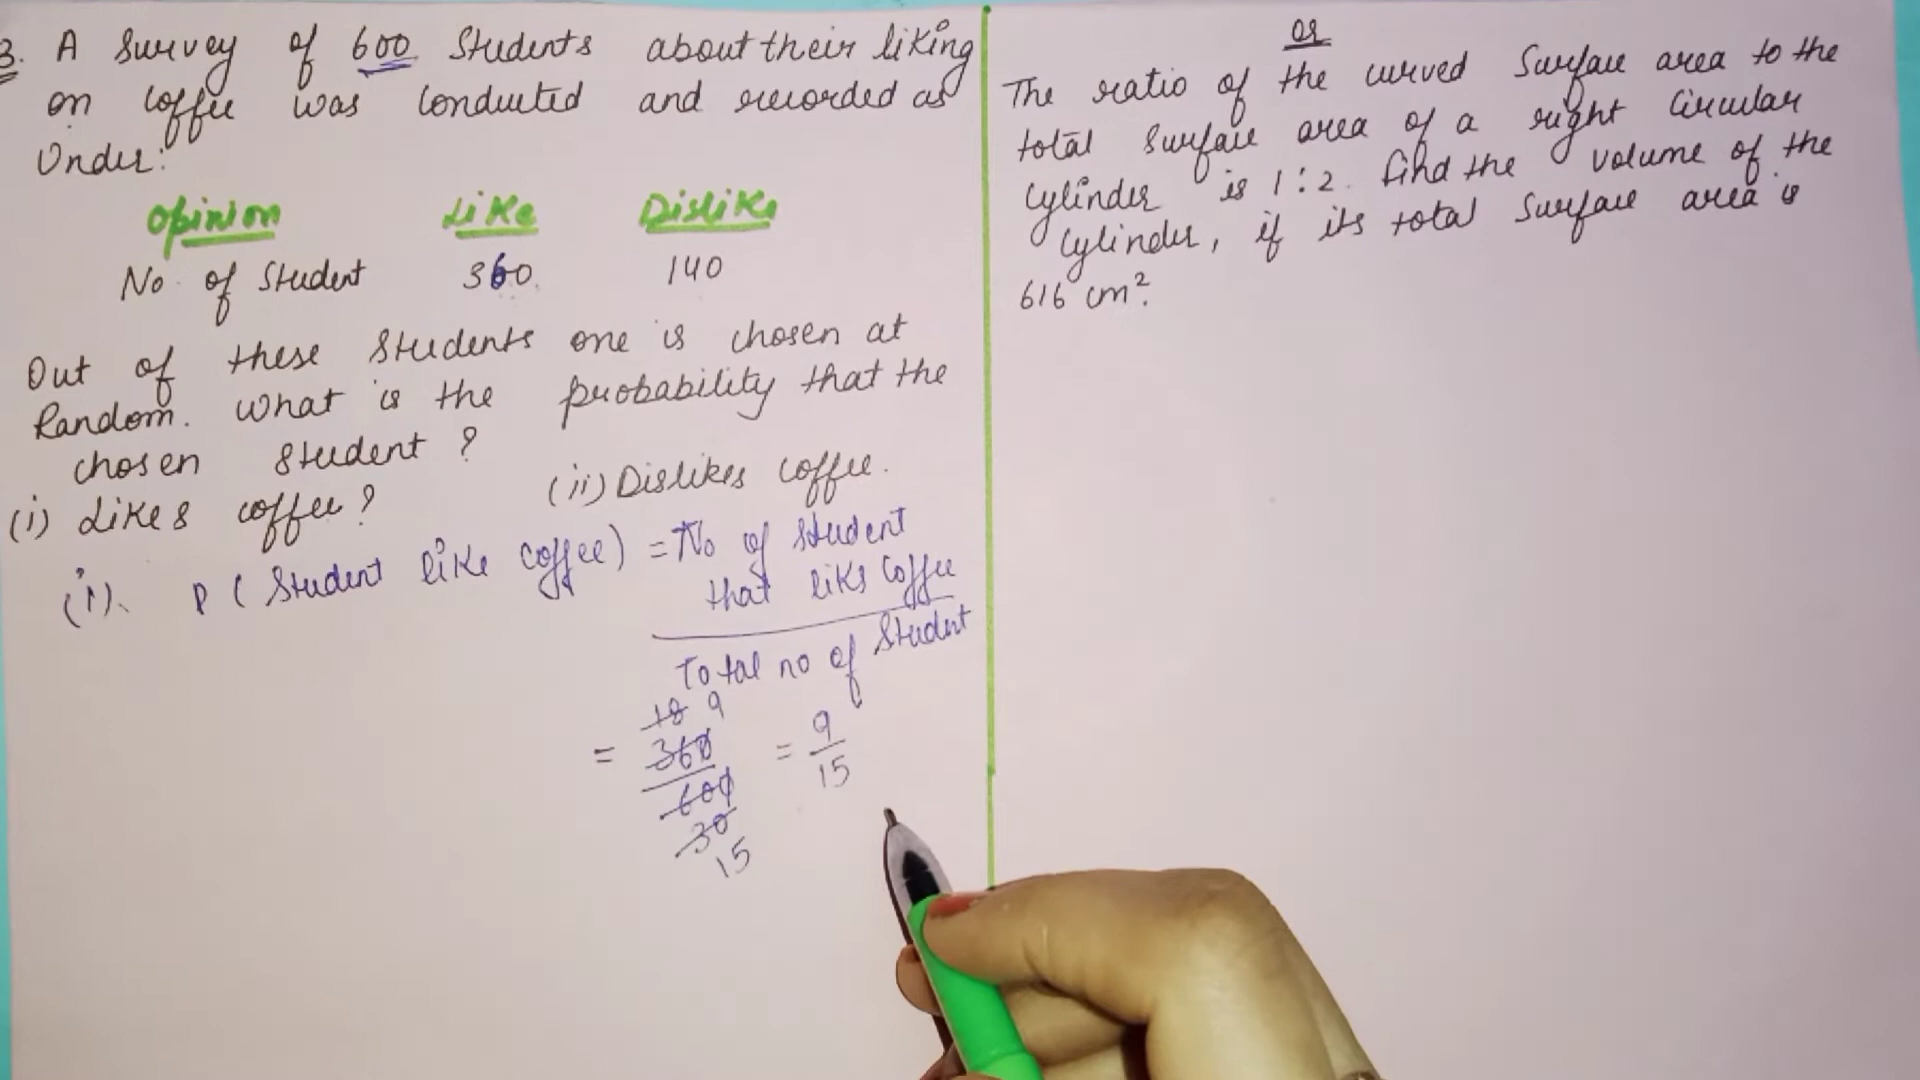 3. A Survey of 600 Students about their liking
on Coffee was Conducted and recorded as
Under:
Opinion Like Dislike
No. of Student 360. 140
Out of these Students one is chosen at
Random. What is the probability that the
chosen Student ?
(i) Likes coffee? (ii) Dislikes coffee.
(i). P ( Student like coffee) = No of student
that liks Coffee
Total no of Student
18 9
= 360 = 9
600 15
30
15
or
The ratio of the curved Surface area to the
total Surface area of a right Circular
Cylinder is 1:2. find the volume of the
Cylinder, if its total Surface area is
616 cm².